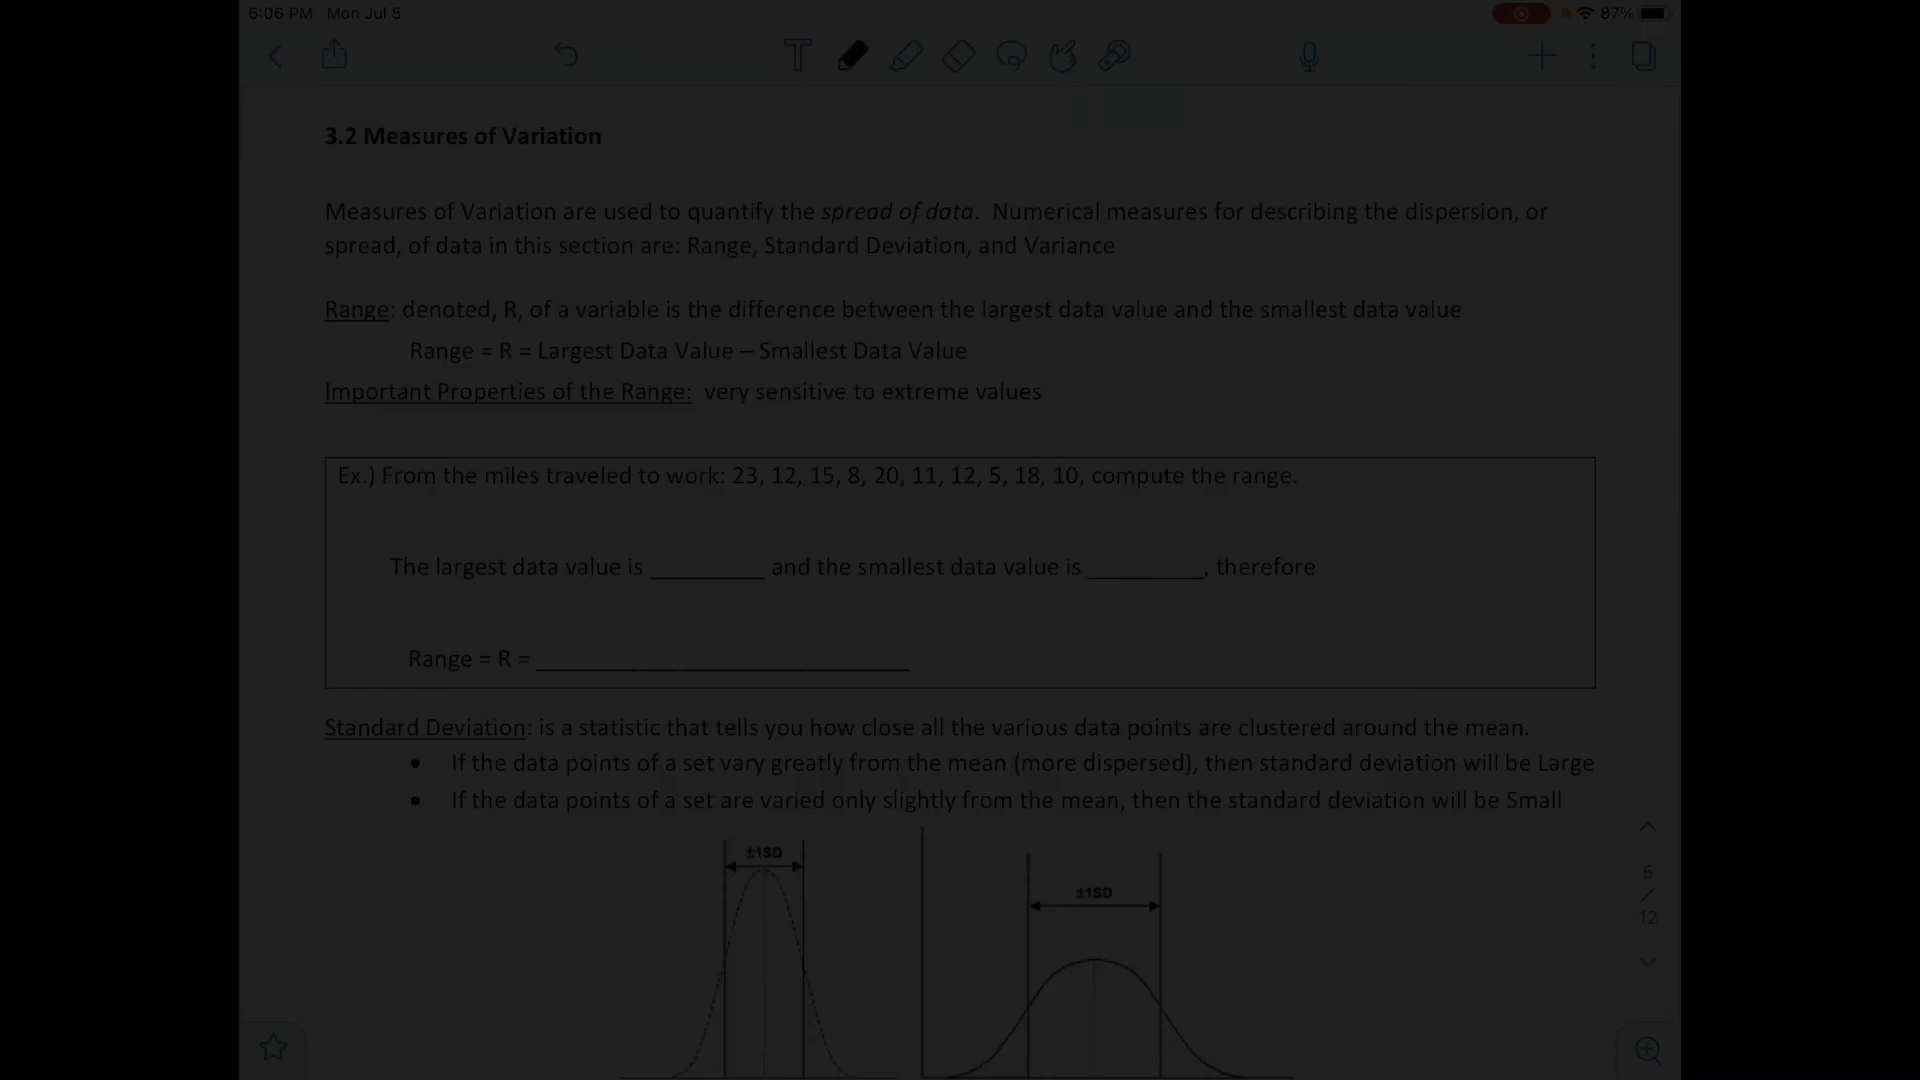 6:06 PM Mon Jul 5
87%
T
3.2 Measures of Variation
Measures of Variation are used to quantify the spread of data. Numerical measures for describing the dispersion, or
spread, of data in this section are: Range, Standard Deviation, and Variance
Range: denoted, R, of a variable is the difference between the largest data value and the smallest data value
Range = R = Largest Data Value – Smallest Data Value
Important Properties of the Range: very sensitive to extreme values
Ex.) From the miles traveled to work: 23, 12, 15, 8, 20, 11, 12, 5, 18, 10, compute the range.
The largest data value is _________ and the smallest data value is _________, therefore
Range = R = _____________________________
Standard Deviation: is a statistic that tells you how close all the various data points are clustered around the mean.
• If the data points of a set vary greatly from the mean (more dispersed), then standard deviation will be Large
• If the data points of a set are varied only slightly from the mean, then the standard deviation will be Small
±1SD
±1SD
5
/
12